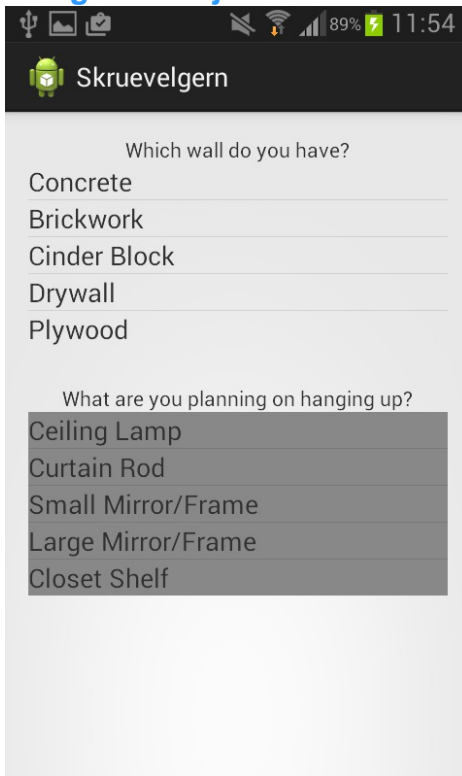 89% 11:54
Skruevelgern
Which wall do you have?
Concrete
Brickwork
Cinder Block
Drywall
Plywood
What are you planning on hanging up?
Ceiling Lamp
Curtain Rod
Small Mirror/Frame
Large Mirror/Frame
Closet Shelf